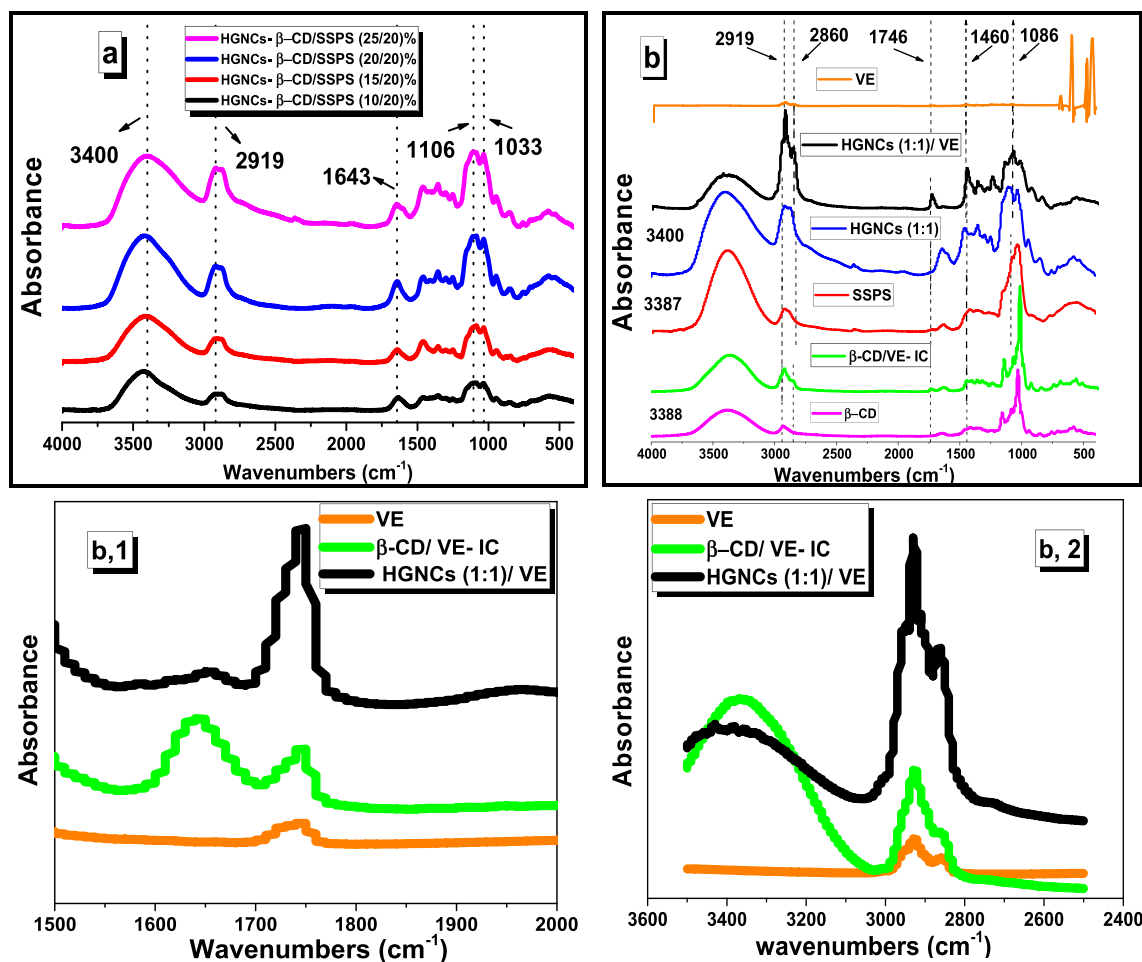 a
HGNCs- β–CD/SSPS (25/20)%
HGNCs- β–CD/SSPS (20/20)%
HGNCs- β–CD/SSPS (15/20)%
HGNCs- β–CD/SSPS (10/20)%
3400
2919
1643
1106
1033
Absorbance
4000 3500 3000 2500 2000 1500 1000 500
Wavenumbers (cm-1)
b
2919
2860
1746
1460
1086
VE
HGNCs (1:1)/ VE
3400
HGNCs (1:1)
3387
SSPS
β-CD/VE- IC
3388
β–CD
Absorbance
4000 3500 3000 2500 2000 1500 1000 500
Wavenumbers (cm-1)
b,1
VE
β-CD/ VE- IC
HGNCs (1:1)/ VE
Absorbance
1500 1600 1700 1800 1900 2000
Wavenumbers (cm-1)
VE
β–CD/ VE- IC
HGNCs (1:1)/ VE
b, 2
Absorbance
3600 3400 3200 3000 2800 2600 2400
wavenumbers (cm-1)